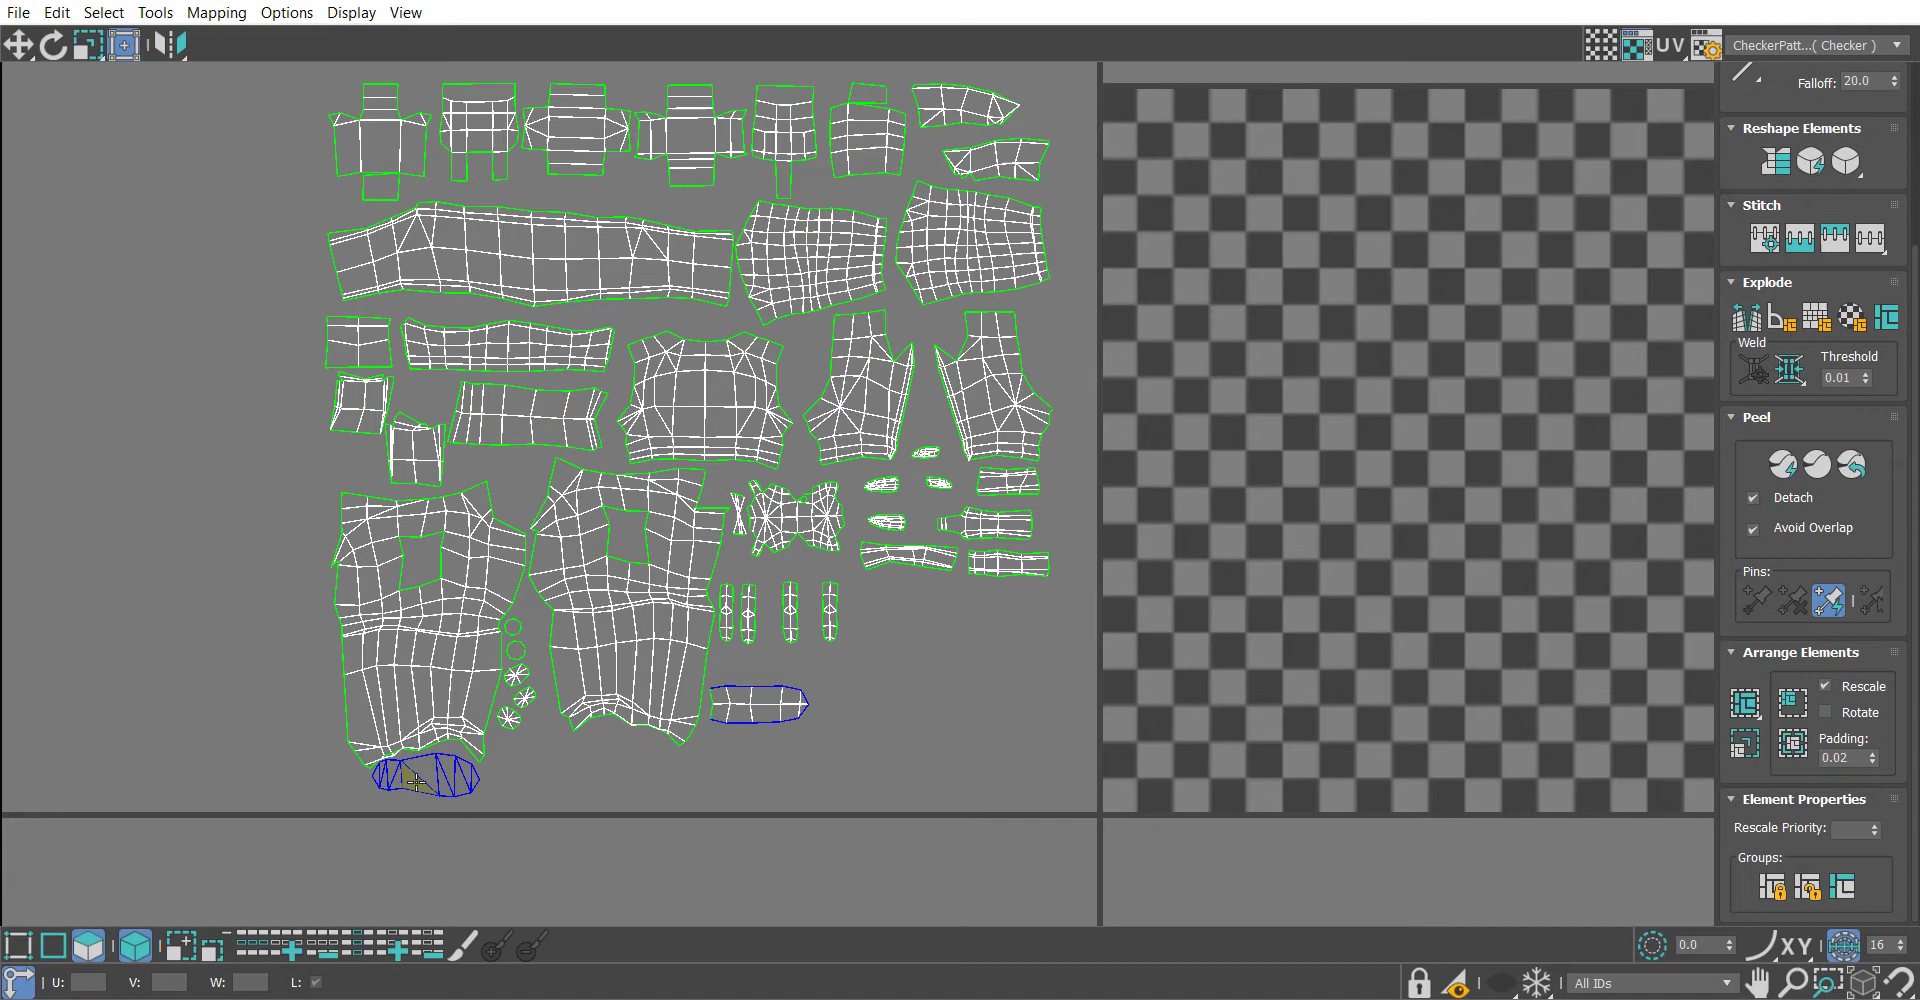 File Edit Select Tools Mapping Options Display View
UV CheckerPatt...( Checker )
Falloff: 20.0
Reshape Elements
Stitch
Explode
Weld
Threshold
0.01
Peel
Detach
Avoid Overlap
Pins:
Arrange Elements
Rescale
Rotate
Padding:
0.02
Element Properties
Rescale Priority:
Groups:
0.0 XY 16
U: V: W: L: All IDs